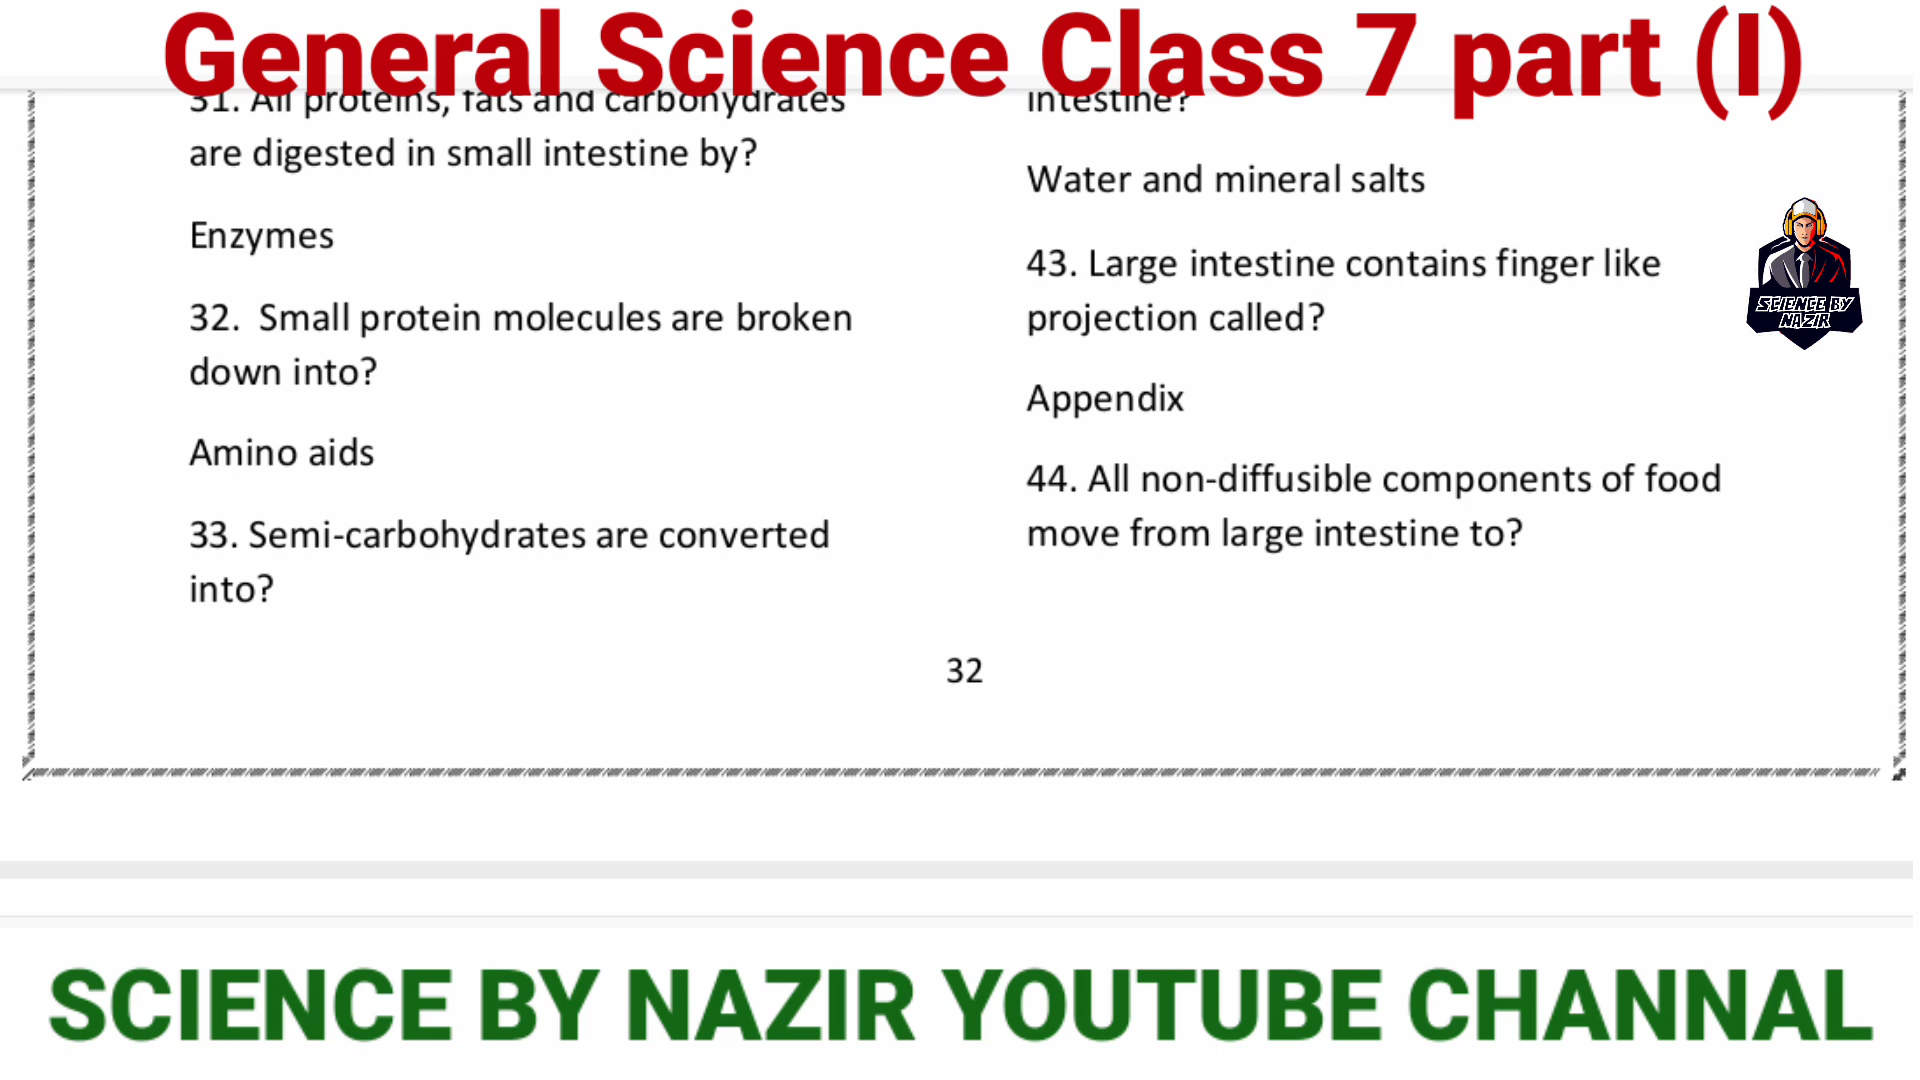 General Science Class 7 part (I)
31. All proteins, fats and carbohydrates
are digested in small intestine by?
Enzymes
32. Small protein molecules are broken
down into?
Amino aids
33. Semi-carbohydrates are converted
into?
intestine?
Water and mineral salts
43. Large intestine contains finger like
projection called?
Appendix
44. All non-diffusible components of food
move from large intestine to?
SCIENCE BY
NAZIR
32
SCIENCE BY NAZIR YOUTUBE CHANNAL